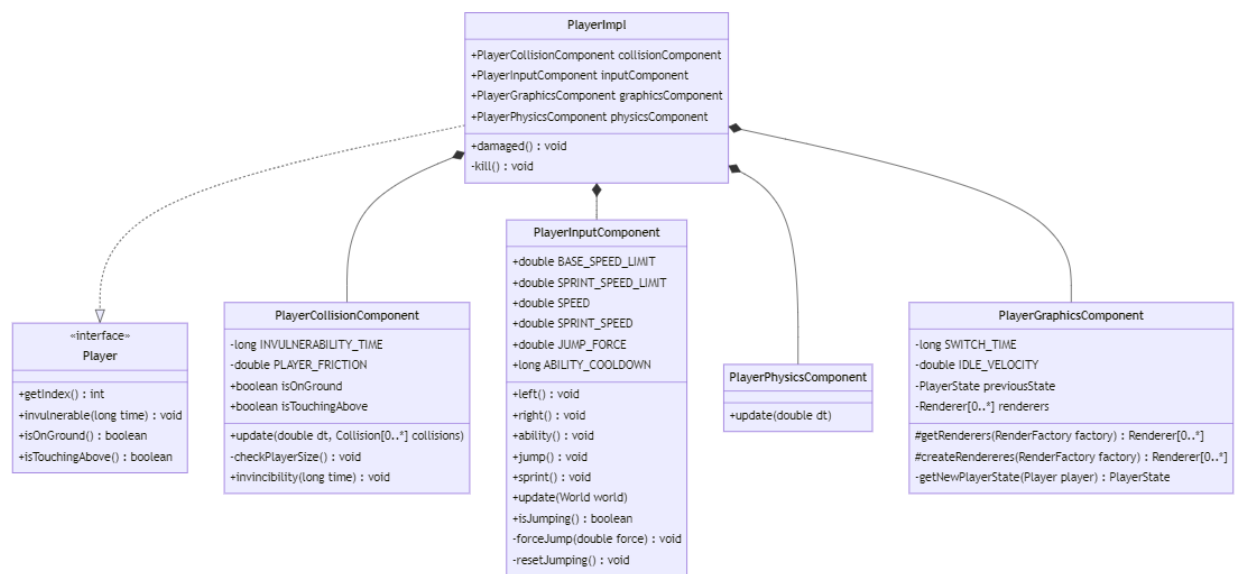 PlayerImpl
+PlayerCollisionComponent collisionComponent
+PlayerInputComponent inputComponent
+PlayerGraphicsComponent graphicsComponent
+PlayerPhysicsComponent physicsComponent
+damaged() : void
-kill() : void
«interface»
Player
+getIndex() : int
+invulnerable(long time) : void
+isOnGround() : boolean
+isTouchingAbove() : boolean
PlayerCollisionComponent
-long INVULNERABILITY_TIME
-double PLAYER_FRICTION
+boolean isOnGround
+boolean isTouchingAbove
+update(double dt, Collision[0..*] collisions)
-checkPlayerSize() : void
+invincibility(long time) : void
PlayerInputComponent
+double BASE_SPEED_LIMIT
+double SPRINT_SPEED_LIMIT
+double SPEED
+double SPRINT_SPEED
+double JUMP_FORCE
+long ABILITY_COOLDOWN
+left() : void
+right() : void
+ability() : void
+jump() : void
+sprint() : void
+update(World world)
+isJumping() : boolean
-forceJump(double force) : void
-resetJumping() : void
PlayerPhysicsComponent
+update(double dt)
PlayerGraphicsComponent
-long SWITCH_TIME
-double IDLE_VELOCITY
-PlayerState previousState
-Renderer[0..*] renderers
#getRenderers(RenderFactory factory) : Renderer[0..*]
#createRendereres(RenderFactory factory) : Renderer[0..*]
-getNewPlayerState(Player player) : PlayerState